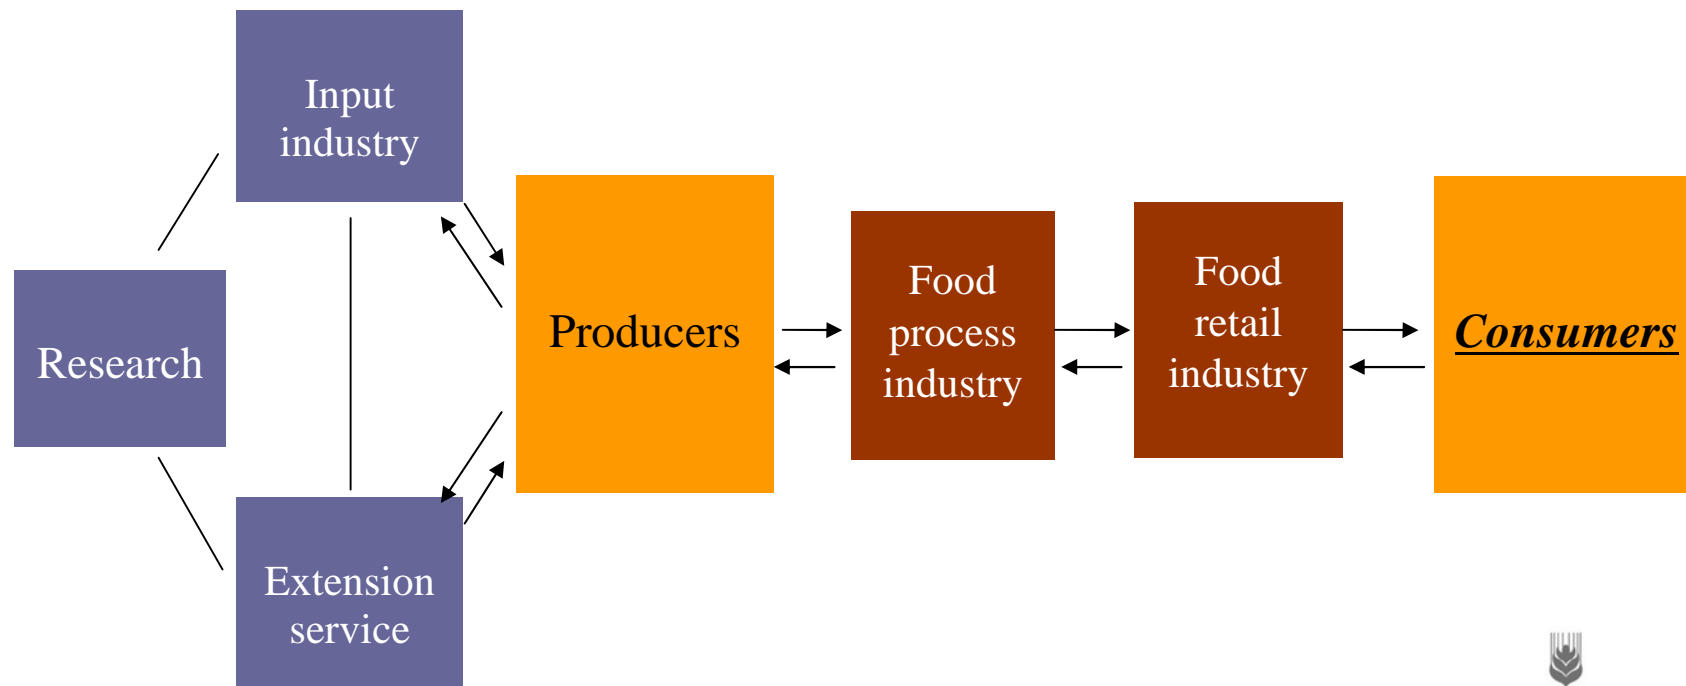 Input
industry
Research
Extension
service
Producers
Food
process
industry
Food
retail
industry
Consumers